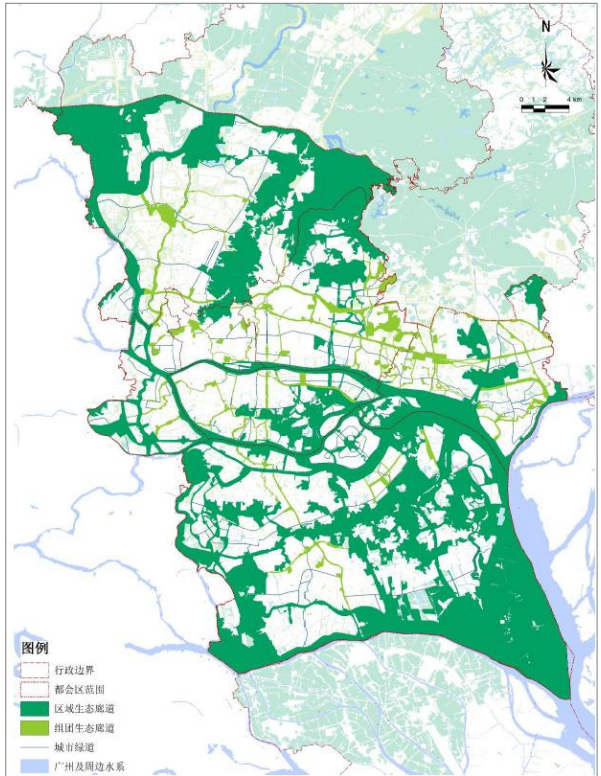 N
0 1 2 4 km
图例
行政边界
都会区范围
区域生态廊道
组团生态廊道
城市绿道
广州及周边水系